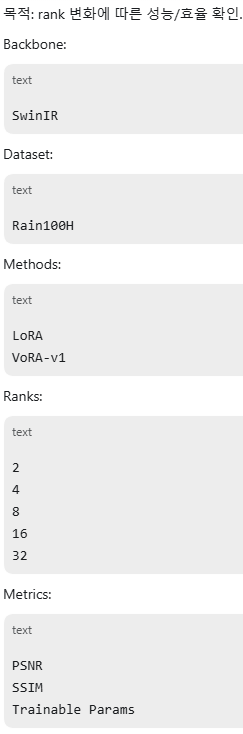 목적: rank 변화에 따른 성능/효율 확인.
Backbone:
text
SwinIR
Dataset:
text
Rain100H
Methods:
text
LoRA
VoRA-v1
Ranks:
text
2
4
8
16
32
Metrics:
text
PSNR
SSIM
Trainable Params